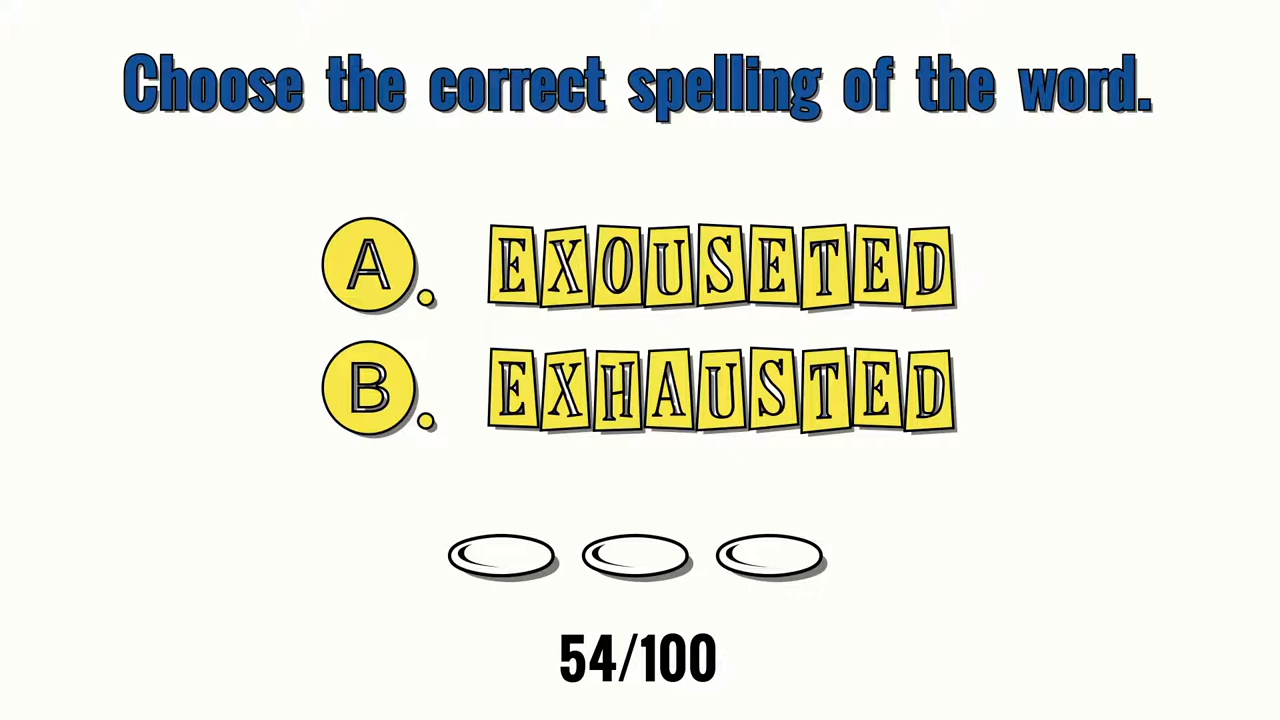 Choose the correct spelling of the word.
A. EXOUSETED
B. EXHAUSTED
54/100